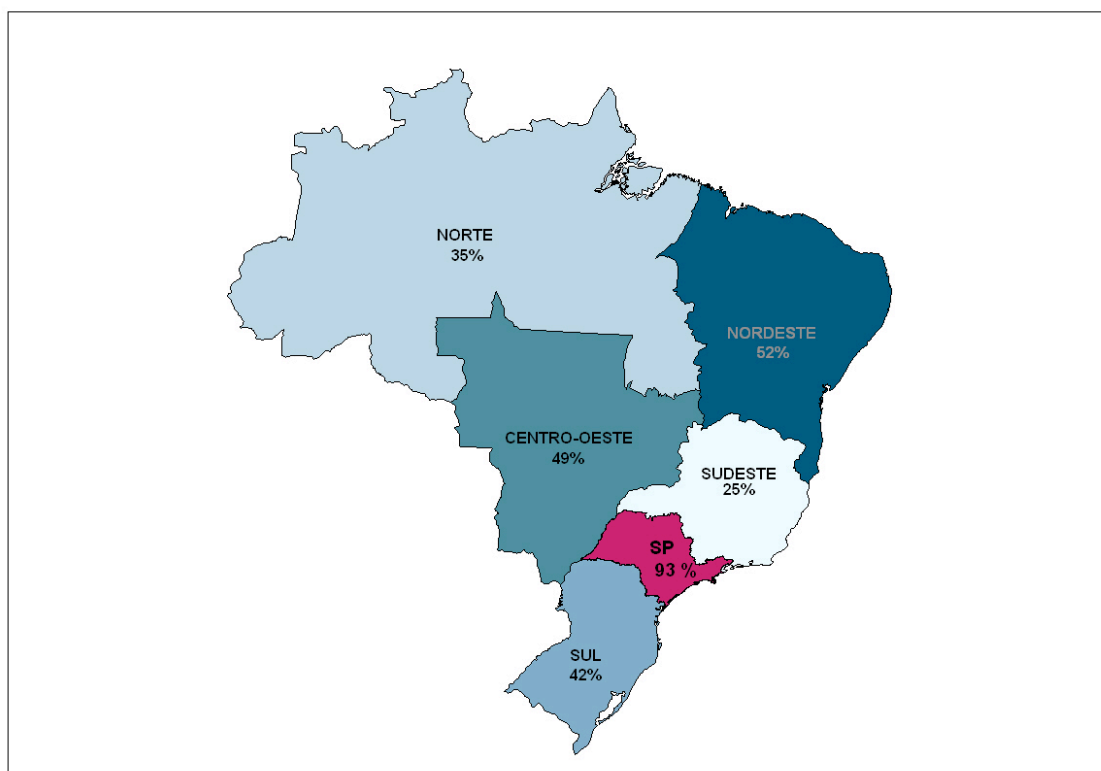 NORTE
35%
NORDESTE
52%
CENTRO-OESTE
49%
SUDESTE
25%
SP
93 %
SUL
42%